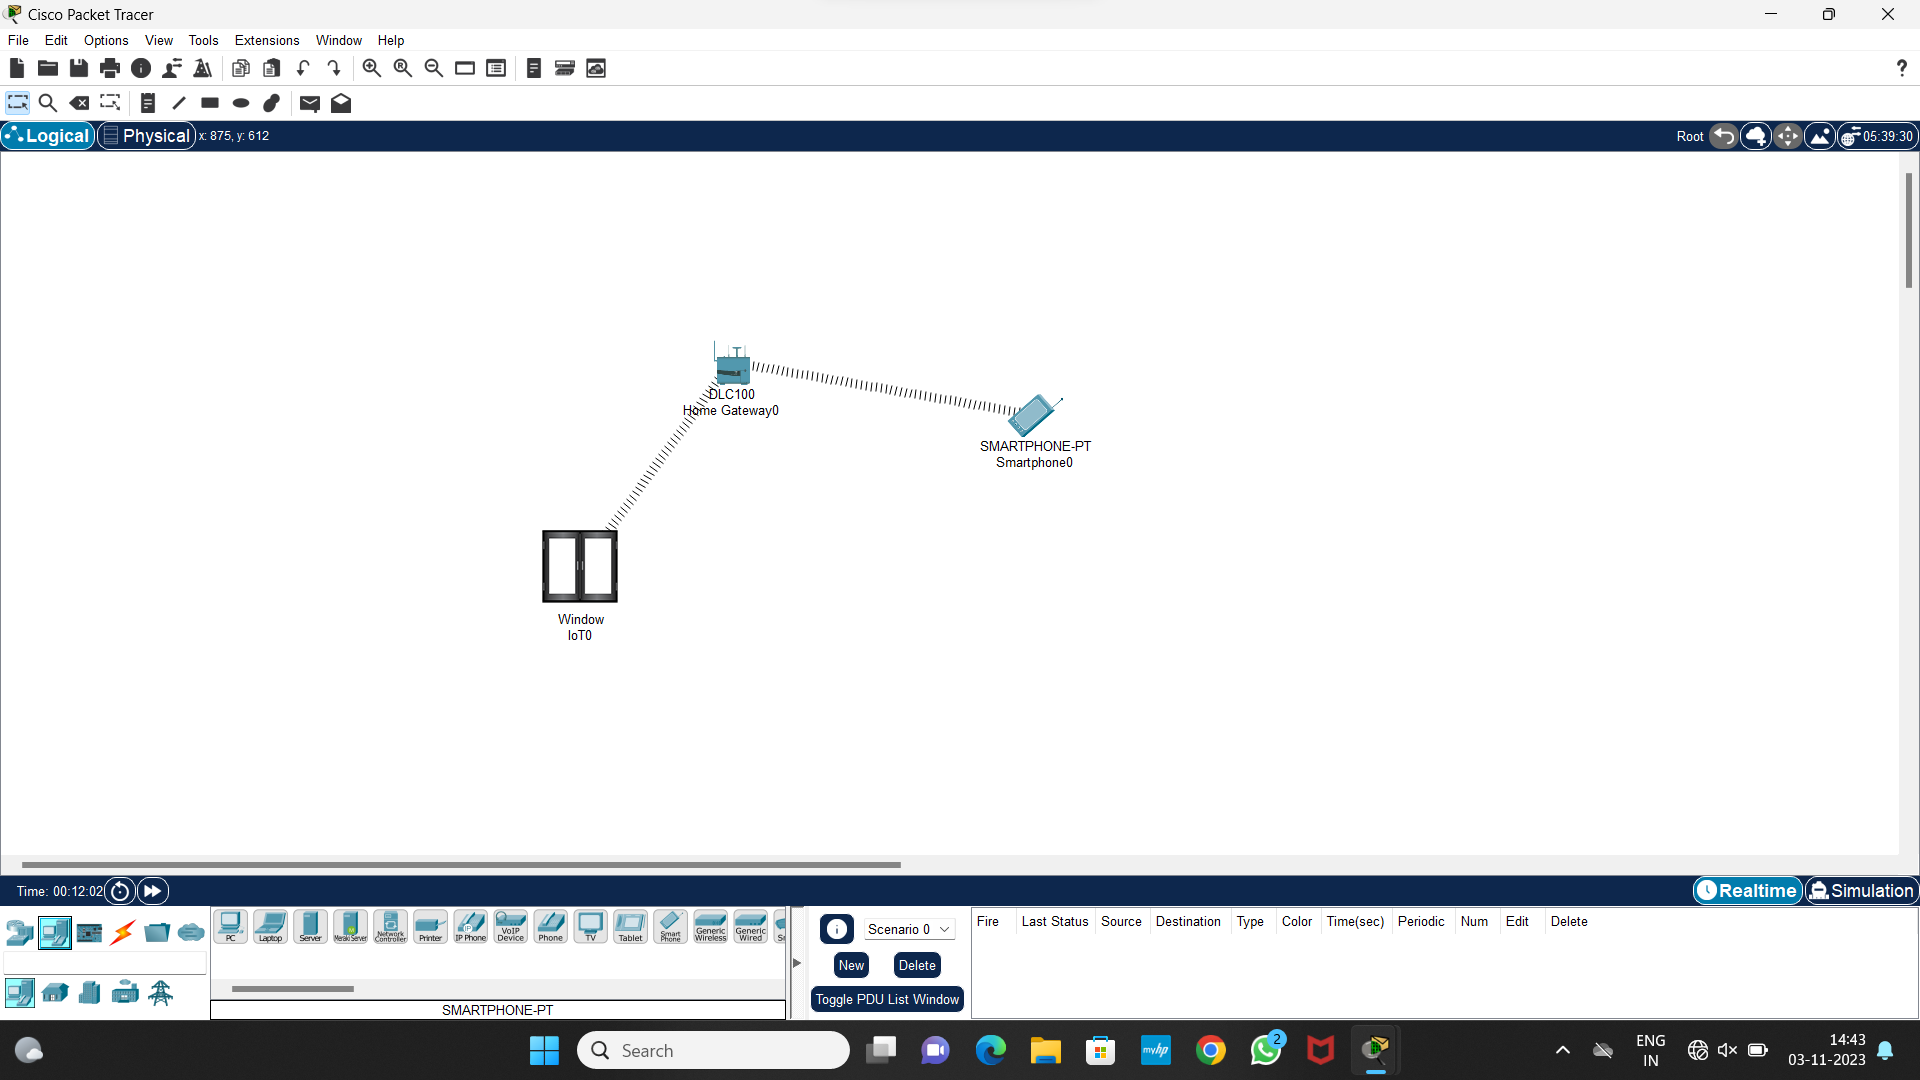 Cisco Packet Tracer
File Edit Options View Tools Extensions Window Help
?
Logical Physical x: 875, y: 612 Root 05:39:30
DLC100
Home Gateway0
SMARTPHONE-PT
Smartphone0
Window
IoT0
Time: 00:12:02 Realtime Simulation
PC Laptop Server Meraki Server Network Controller Printer IP Phone VoIP Device Phone TV Tablet Smart Phone Generic Wireless Generic Wired
SMARTPHONE-PT
Scenario 0
New Delete
Toggle PDU List Window
Fire Last Status Source Destination Type Color Time(sec) Periodic Num Edit Delete
Search
myhp
2
ENG
IN
14:43
03-11-2023